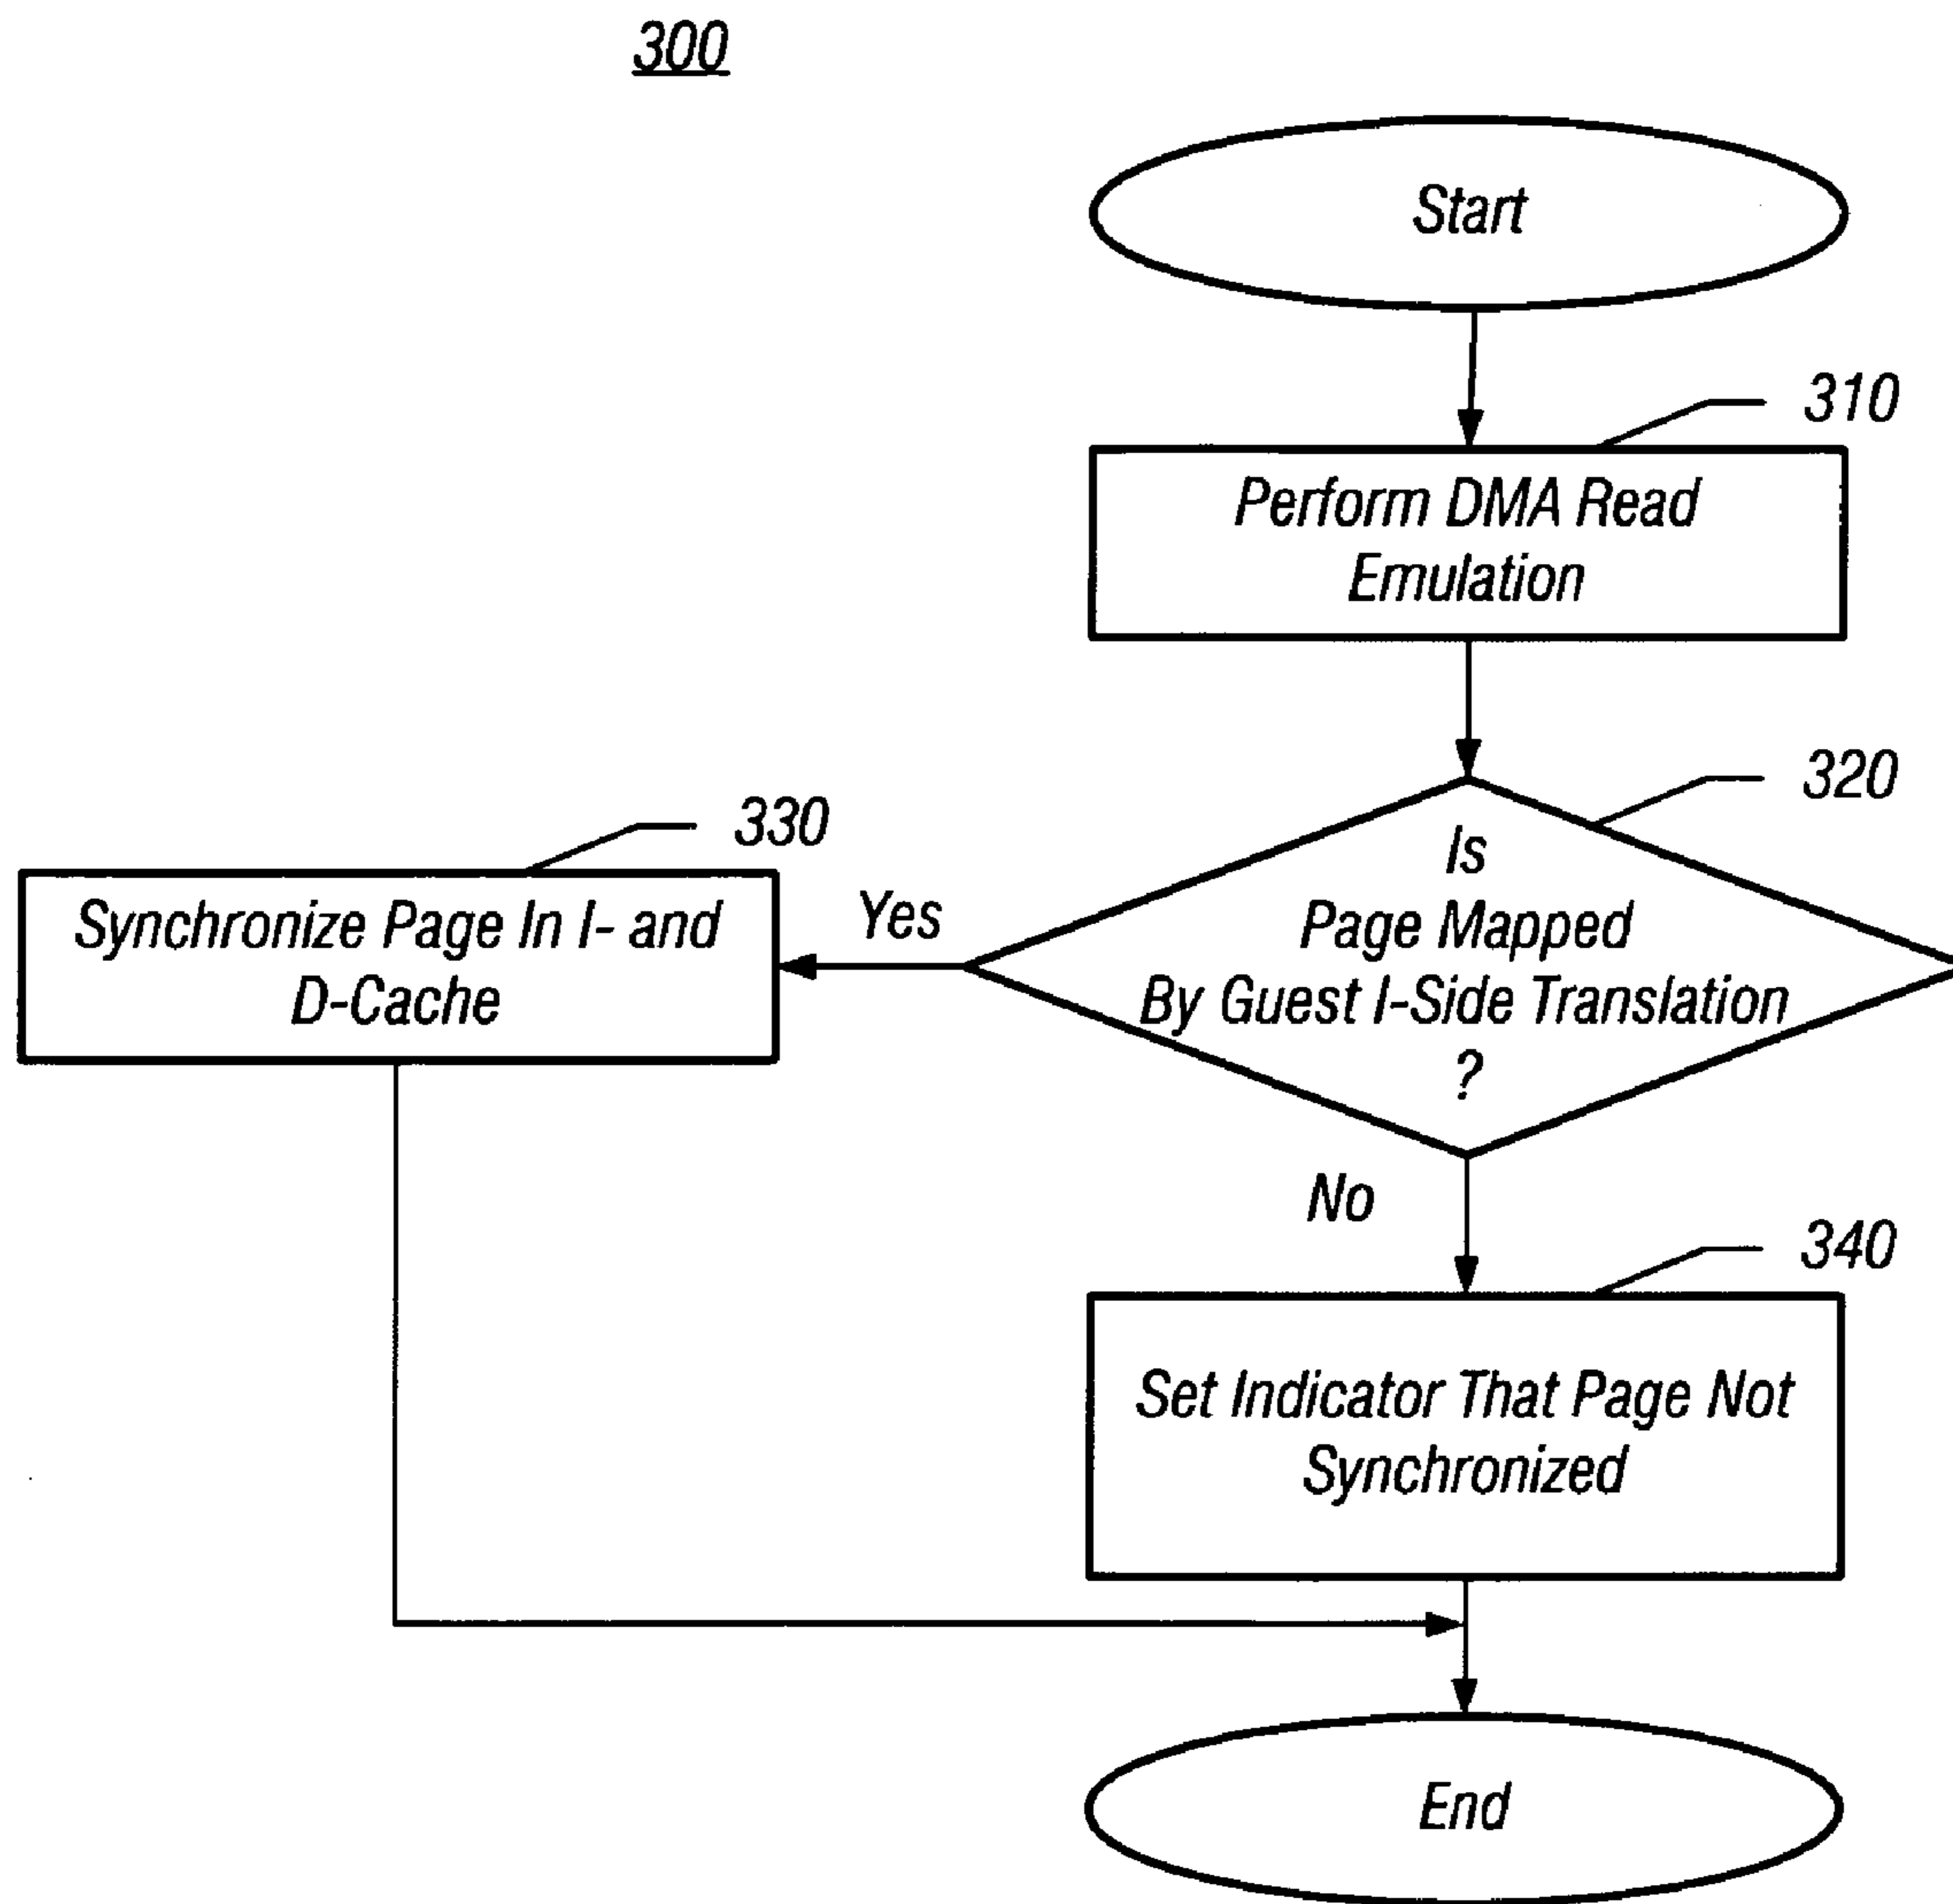 300
Start
310
Perform DMA Read
Emulation
320
Is
Page Mapped
By Guest I-Side Translation
?
Yes
330
Synchronize Page In I- and
D-Cache
No
340
Set Indicator That Page Not
Synchronized
End